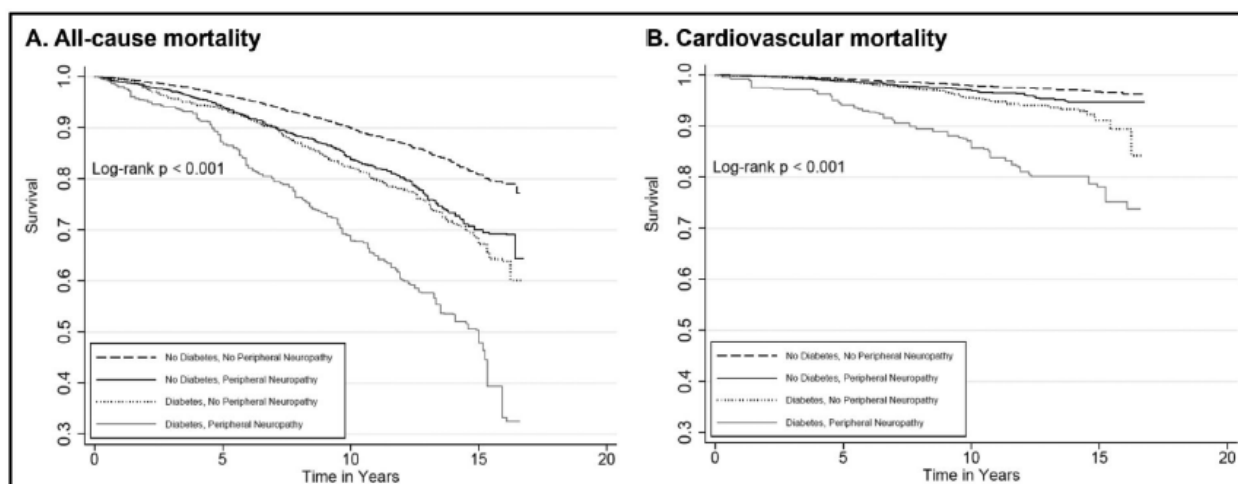 A. All-cause mortality
1.0
0.9
0.8
0.7
0.6
0.5
0.4
0.3
Survival
Log-rank p < 0.001
No Diabetes, No Peripheral Neuropathy
No Diabetes, Peripheral Neuropathy
Diabetes, No Peripheral Neuropathy
Diabetes, Peripheral Neuropathy
0 5 10 15 20
Time in Years
B. Cardiovascular mortality
1.0
0.9
0.8
0.7
0.6
0.5
0.4
0.3
Survival
Log-rank p < 0.001
No Diabetes, No Peripheral Neuropathy
No Diabetes, Peripheral Neuropathy
Diabetes, No Peripheral Neuropathy
Diabetes, Peripheral Neuropathy
0 5 10 15 20
Time in Years